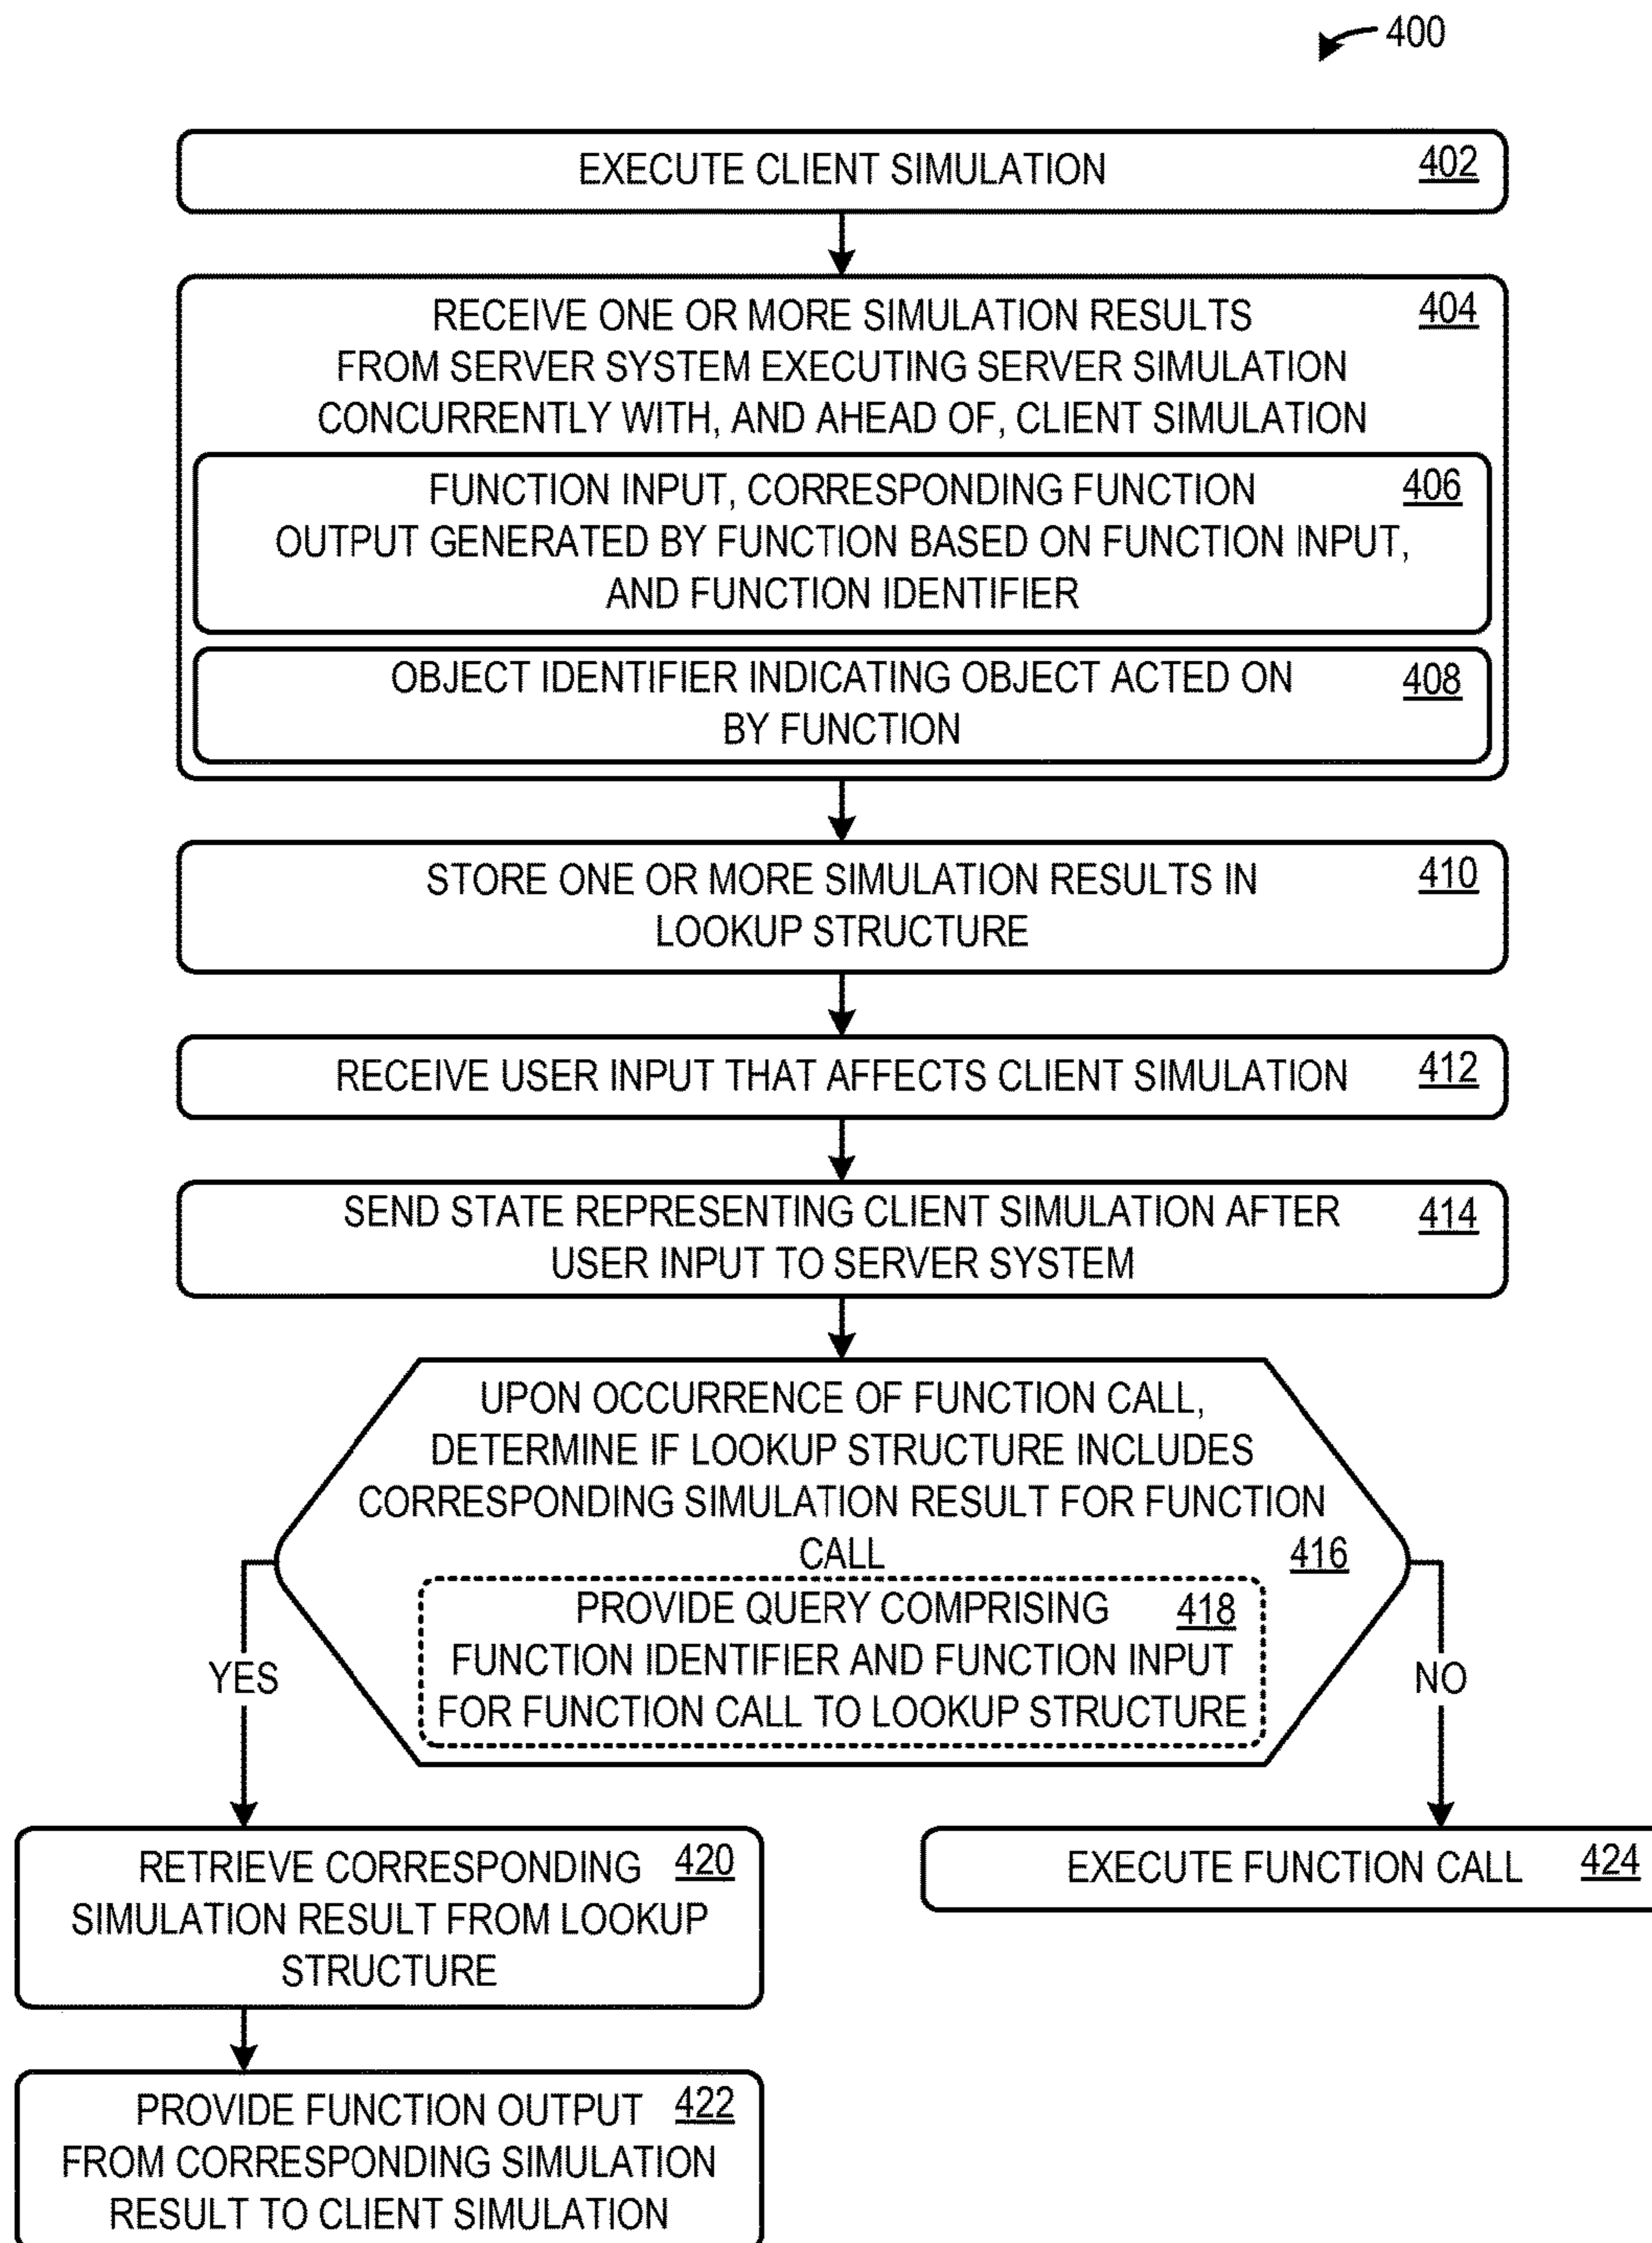 400
EXECUTE CLIENT SIMULATION 402
RECEIVE ONE OR MORE SIMULATION RESULTS 404
FROM SERVER SYSTEM EXECUTING SERVER SIMULATION
CONCURRENTLY WITH, AND AHEAD OF, CLIENT SIMULATION
FUNCTION INPUT, CORRESPONDING FUNCTION 406
OUTPUT GENERATED BY FUNCTION BASED ON FUNCTION INPUT,
AND FUNCTION IDENTIFIER
OBJECT IDENTIFIER INDICATING OBJECT ACTED ON 408
BY FUNCTION
STORE ONE OR MORE SIMULATION RESULTS IN 410
LOOKUP STRUCTURE
RECEIVE USER INPUT THAT AFFECTS CLIENT SIMULATION 412
SEND STATE REPRESENTING CLIENT SIMULATION AFTER 414
USER INPUT TO SERVER SYSTEM
UPON OCCURRENCE OF FUNCTION CALL,
DETERMINE IF LOOKUP STRUCTURE INCLUDES
CORRESPONDING SIMULATION RESULT FOR FUNCTION
CALL 416
PROVIDE QUERY COMPRISING 418
FUNCTION IDENTIFIER AND FUNCTION INPUT
FOR FUNCTION CALL TO LOOKUP STRUCTURE
YES
NO
RETRIEVE CORRESPONDING 420
SIMULATION RESULT FROM LOOKUP
STRUCTURE
EXECUTE FUNCTION CALL 424
PROVIDE FUNCTION OUTPUT 422
FROM CORRESPONDING SIMULATION
RESULT TO CLIENT SIMULATION